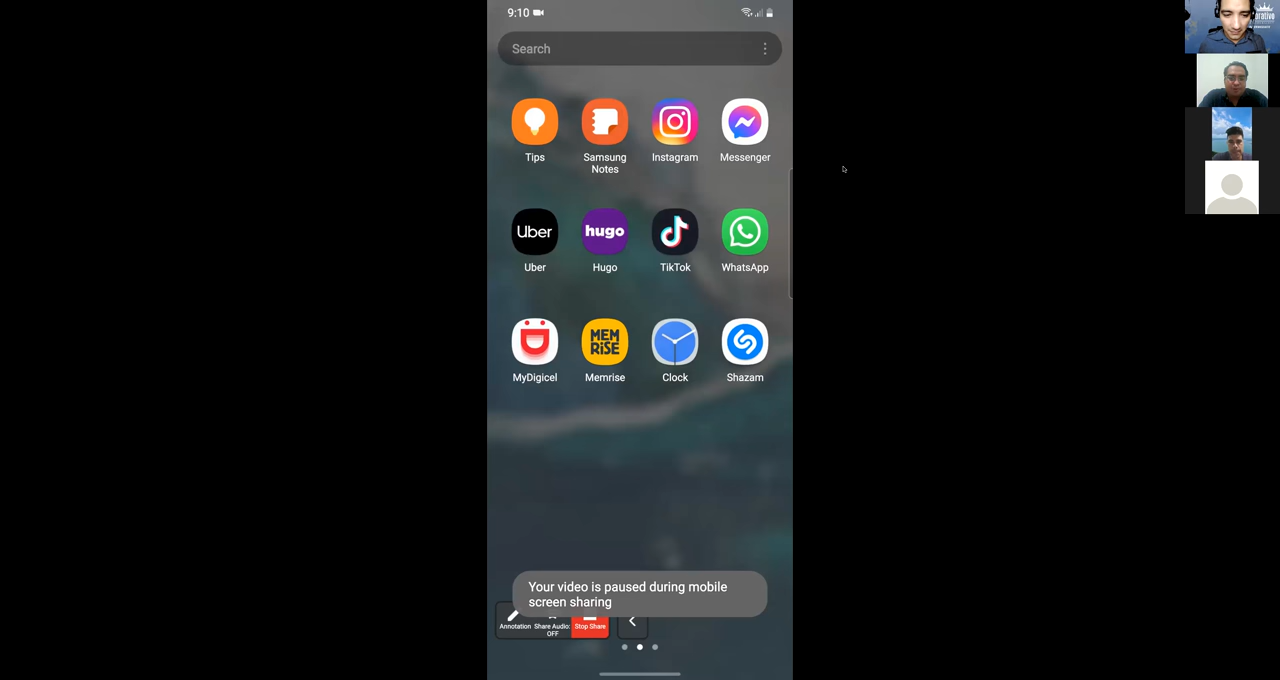 9:10
Search
Tips
Samsung
Notes
Instagram
Messenger
Uber
Uber
hugo
Hugo
TikTok
WhatsApp
MEM
RiSE
MyDigicel
Memrise
Clock
Shazam
Your video is paused during mobile
screen sharing
Annotation
Share Audio:
OFF
Stop Share